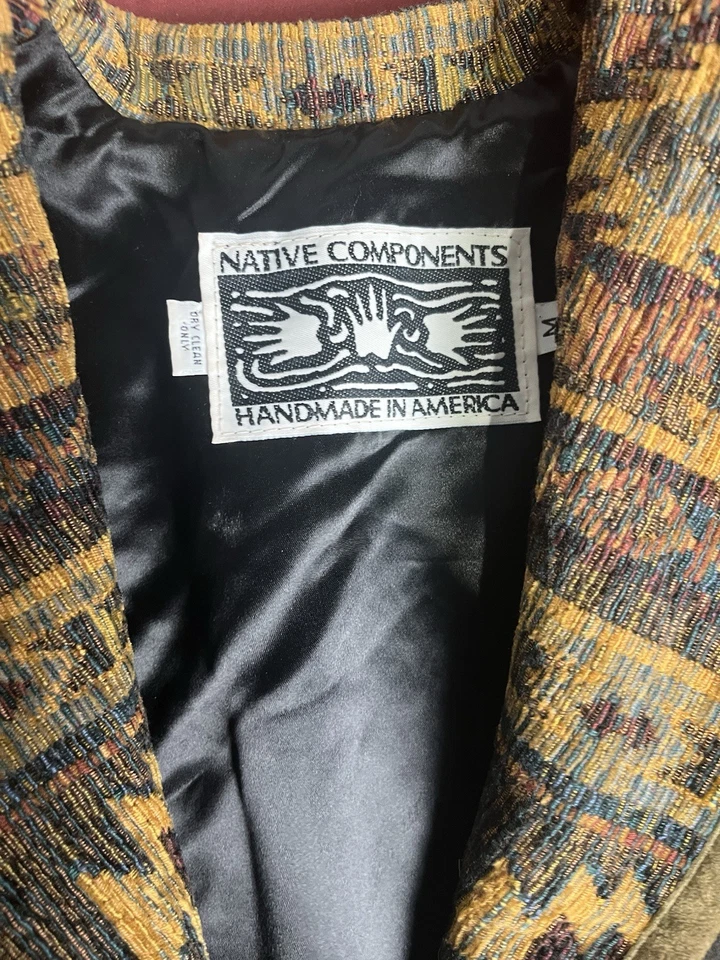 NATIVE COMPONENTS
DRY CLEAN
·ONLY·
M
HANDMADE IN AMERICA